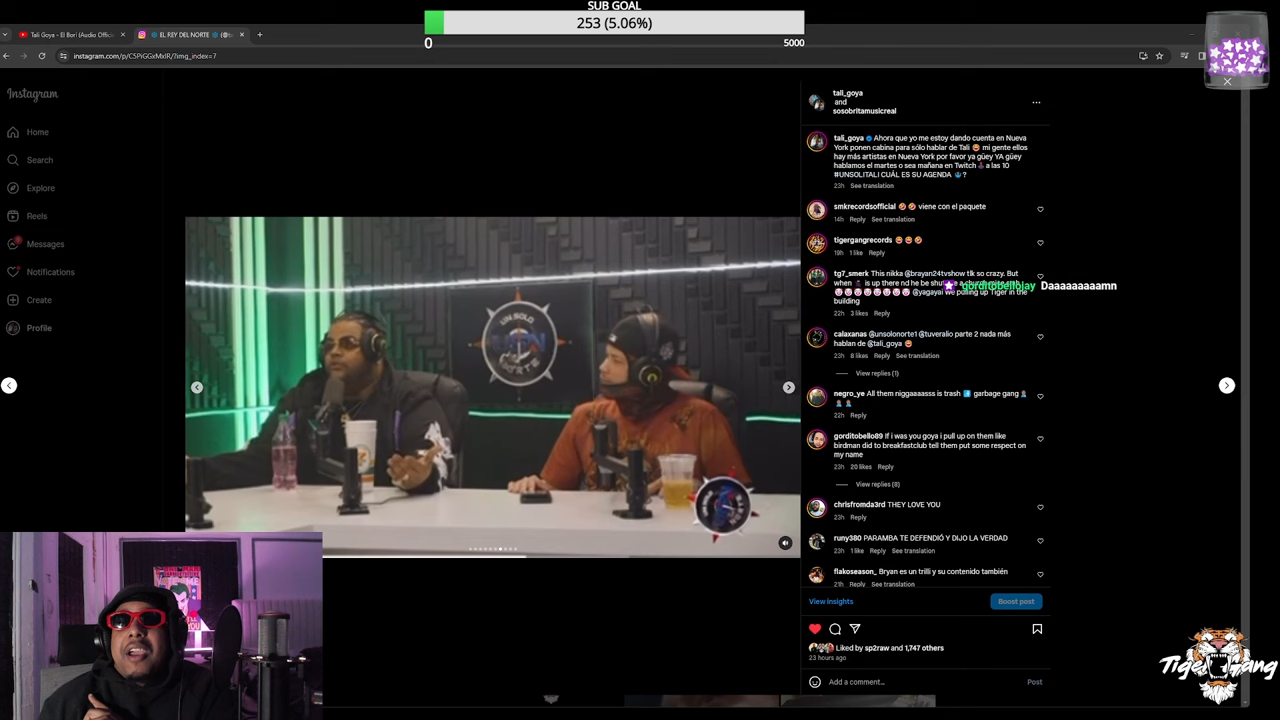 SUB GOAL
253 (5.06%)
0
5000
Tali Goya - El Bori (Audio Offici
EL REY DEL NORTE
instagram.com/p/C5PiGGxMxlR/?img_index=7
Instagram
Home
Search
Explore
Reels
Messages
Notifications
Create
Profile
UN SOLO
NORTE
tali_goya
and
sosobritamusicreal
tali_goya Ahora que yo me estoy dando cuenta en Nueva
York ponen cabina para sólo hablar de Tali 😂 mi gente ellos
hay más artistas en Nueva York por favor ya güey YA güey
hablamos el martes o sea mañana en Twitch a las 10
#UNSOLITALI CUÁL ES SU AGENDA ?
23h See translation
smkrecordsofficial 🤣 🤣 viene con el paquete
14h Reply See translation
tigergangrecords 😂 😂 🤣
19h 1 like Reply
tg7_smerk This nikka @brayan24tvshow tlk so crazy. But
when is up there nd he be
gorditobellojay Daaaaaaaamn
@yagayai we pulling up Tiger in the
building
22h 3 likes Reply
calaxanas @unsolonorte1 @tuveralio parte 2 nada más
hablan de @tali_goya 😂
23h 8 likes Reply See translation
View replies (1)
negro_ye All them niggaaaasss is trash garbage gang
22h Reply
gorditobello89 If i was you goya i pull up on them like
birdman did to breakfastclub tell them put some respect on
my name
23h 20 likes Reply
View replies (8)
chrisfromda3rd THEY LOVE YOU
23h Reply
runy380 PARAMBA TE DEFENDIÓ Y DIJO LA VERDAD
23h 1 like Reply See translation
flakoseason_ Bryan es un trilli y su contenido también
21h Reply See translation
View insights
Boost post
Liked by sp2raw and 1,747 others
23 hours ago
Add a comment...
Post
Tiger Gang